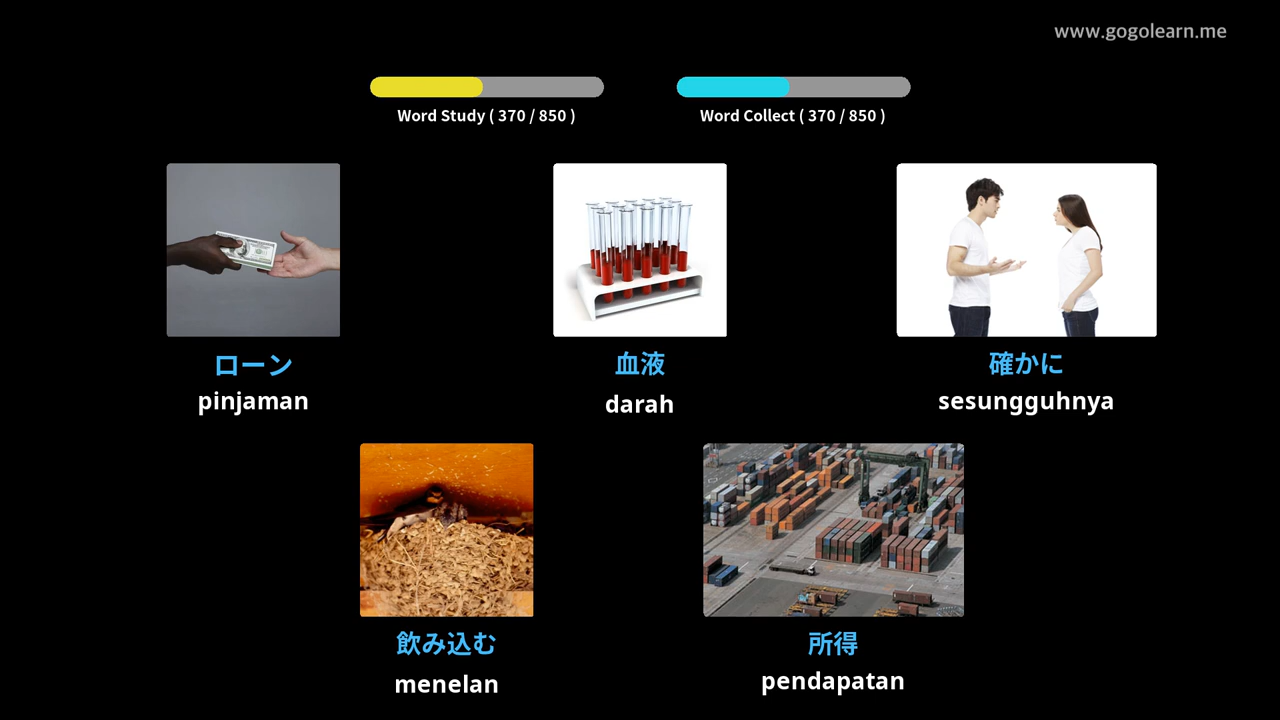 www.gogolearn.me
Word Study ( 370 / 850 )
Word Collect ( 370 / 850 )
ローン
pinjaman
血液
darah
確かに
sesungguhnya
飲み込む
menelan
所得
pendapatan